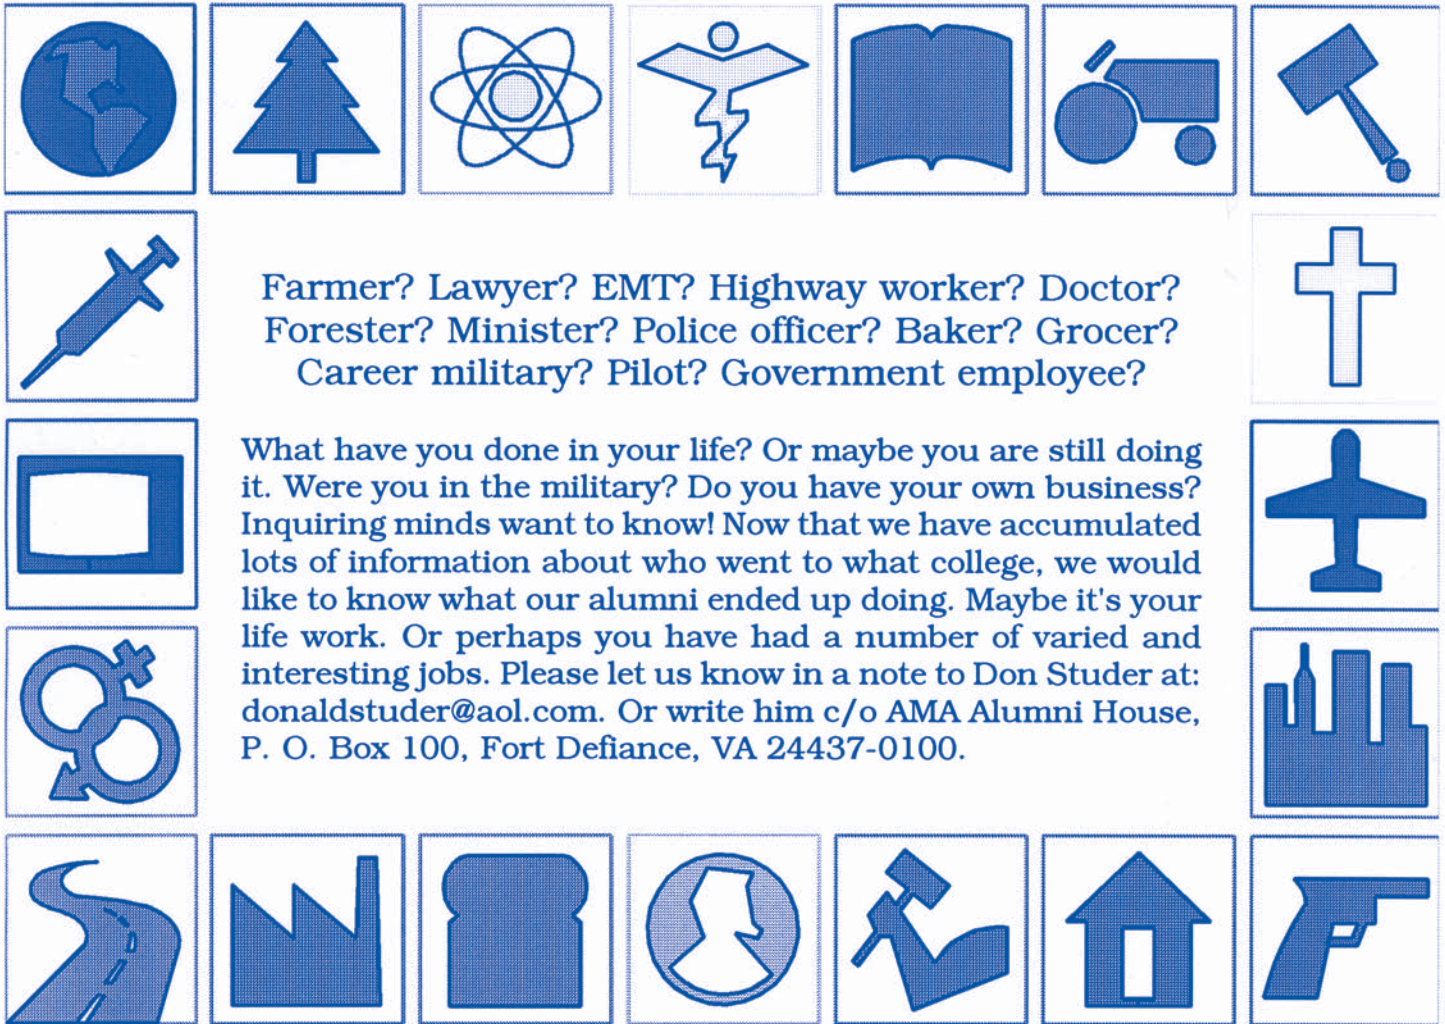 Farmer? Lawyer? EMT? Highway worker? Doctor?
Forester? Minister? Police officer? Baker? Grocer?
Career military? Pilot? Government employee?
What have you done in your life? Or maybe you are still doing
it. Were you in the military? Do you have your own business?
Inquiring minds want to know! Now that we have accumulated
lots of information about who went to what college, we would
like to know what our alumni ended up doing. Maybe it's your
life work. Or perhaps you have had a number of varied and
interesting jobs. Please let us know in a note to Don Studer at:
donaldstuder@aol.com. Or write him c/o AMA Alumni House,
P. O. Box 100, Fort Defiance, VA 24437-0100.